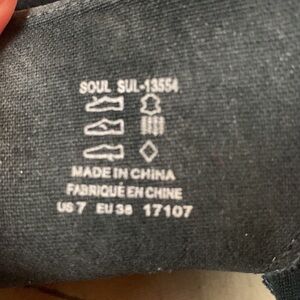 SOUL SUL-13554
MADE IN CHINA
FABRIQUÉ EN CHINE
US 7 EU 38 17107